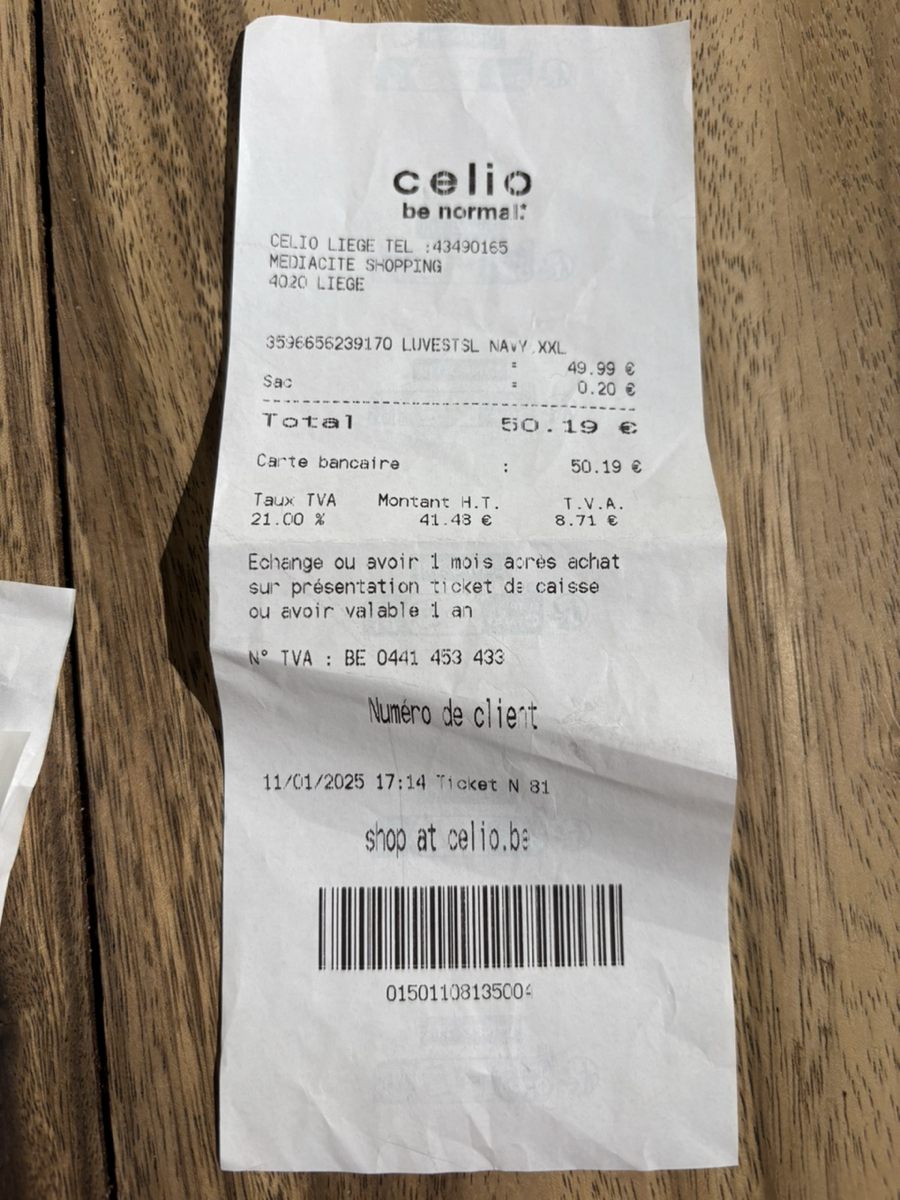 celio
be normal*
CELIO LIEGE TEL :43490165
MEDIACITE SHOPPING
4020 LIEGE
3596656239170 LUVESTSL NAVY.XXL
: 49.99 €
Sac : 0.20 €
Total 50.19 €
Carte bancaire : 50.19 €
Taux TVA Montant H.T. T.V.A.
21.00 % 41.48 € 8.71 €
Echange ou avoir 1 mois après achat
sur présentation ticket de caisse
ou avoir valable 1 an
N° TVA : BE 0441 453 433
Numéro de client
11/01/2025 17:14 Ticket N 81
shop at celio.be
01501108135004